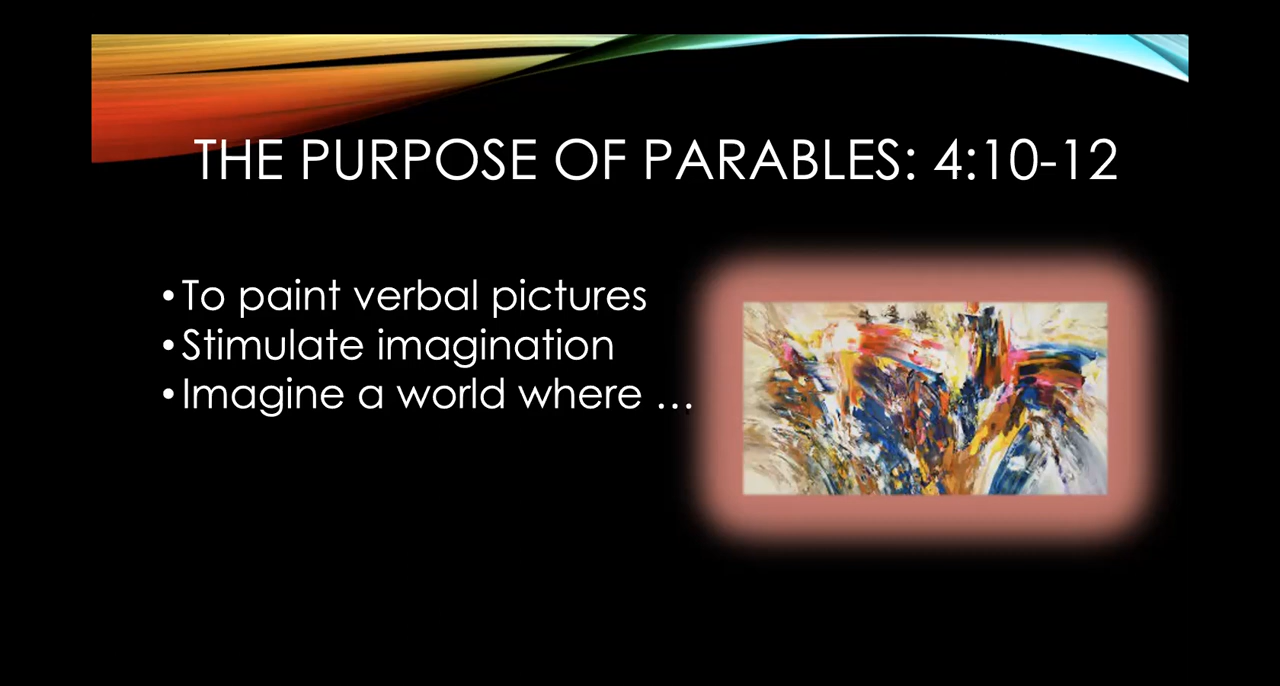 THE PURPOSE OF PARABLES: 4:10-12
•To paint verbal pictures
•Stimulate imagination
•Imagine a world where …